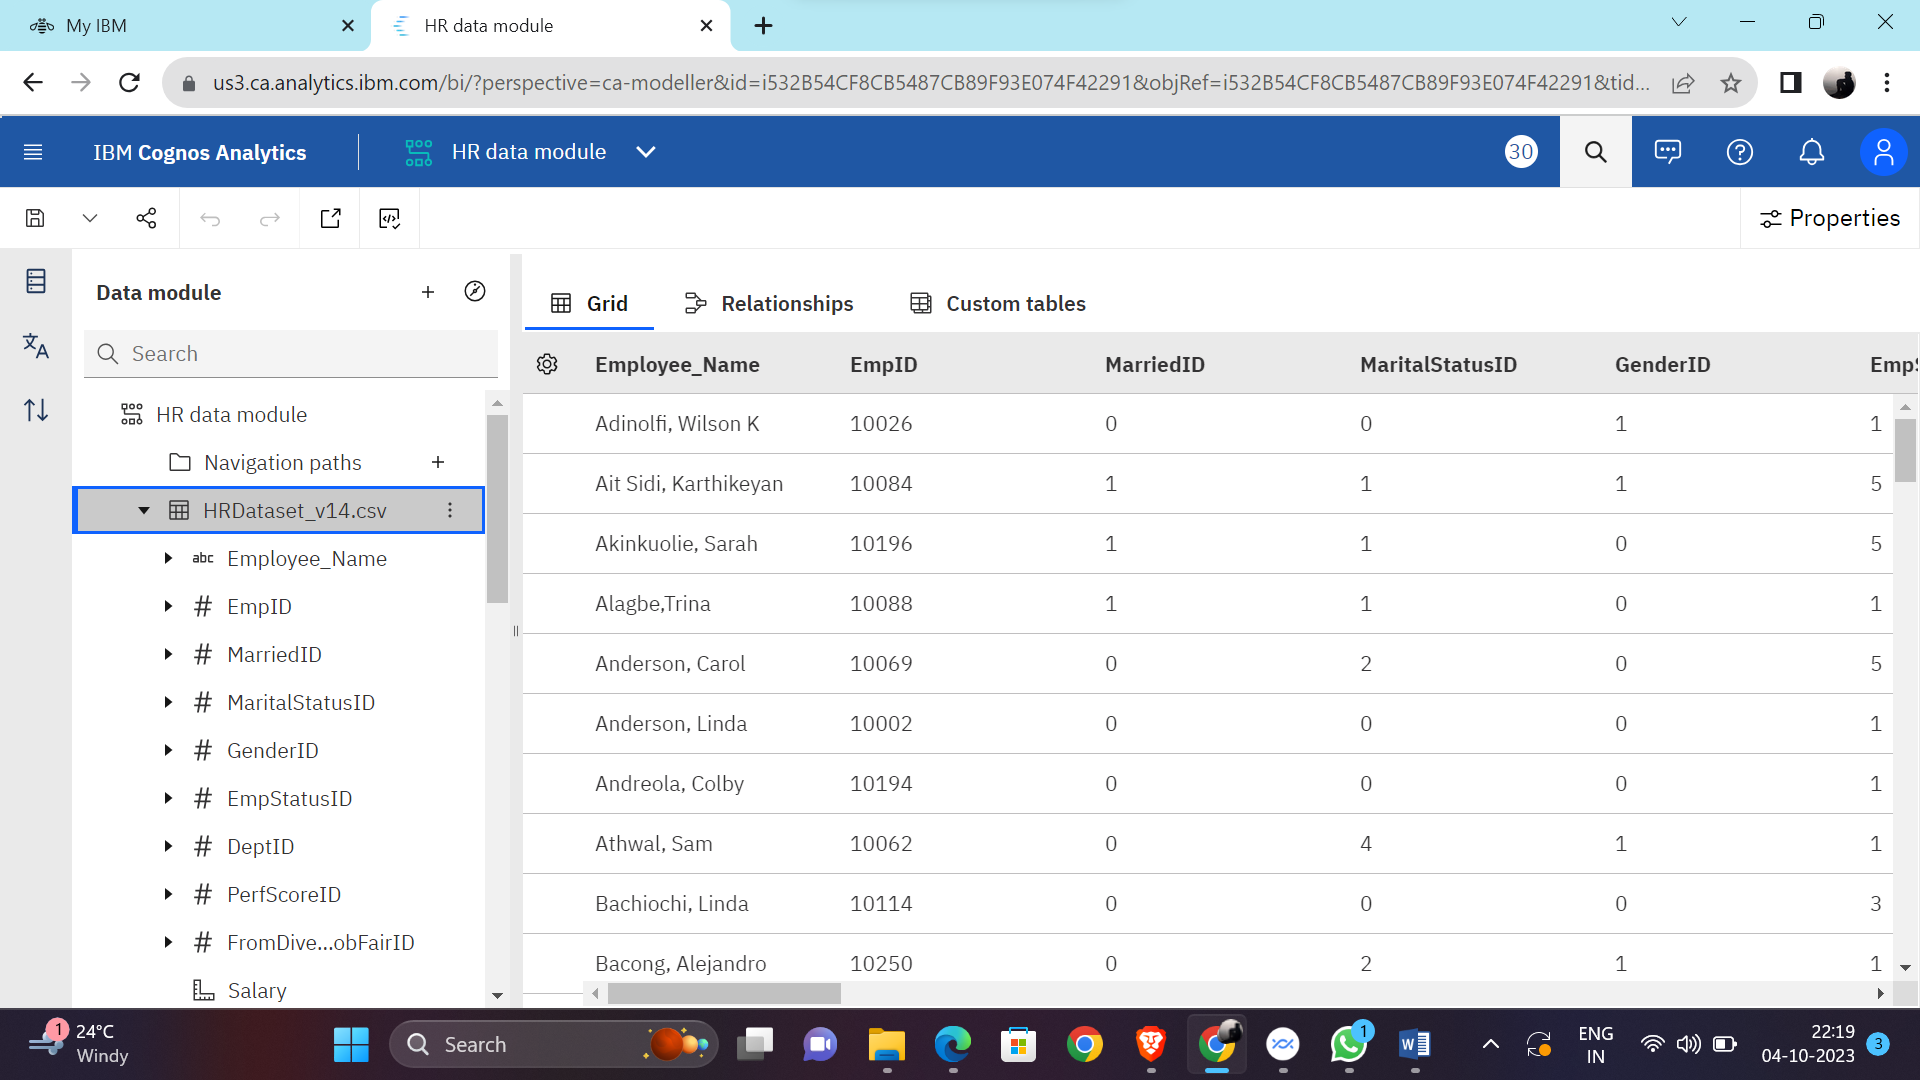 My IBM
HR data module
us3.ca.analytics.ibm.com/bi/?perspective=ca-modeller&id=i532B54CF8CB5487CB89F93E074F42291&objRef=i532B54CF8CB5487CB89F93E074F42291&tid...
IBM Cognos Analytics
HR data module
30
Properties
Data module
Search
HR data module
Navigation paths
HRDataset_v14.csv
abc Employee_Name
# EmpID
# MarriedID
# MaritalStatusID
# GenderID
# EmpStatusID
# DeptID
# PerfScoreID
# FromDive...obFairID
Salary
Grid Relationships Custom tables
Employee_Name EmpID MarriedID MaritalStatusID GenderID EmpS
Adinolfi, Wilson K 10026 0 0 1 1
Ait Sidi, Karthikeyan 10084 1 1 1 5
Akinkuolie, Sarah 10196 1 1 0 5
Alagbe,Trina 10088 1 1 0 1
Anderson, Carol 10069 0 2 0 5
Anderson, Linda 10002 0 0 0 1
Andreola, Colby 10194 0 0 0 1
Athwal, Sam 10062 0 4 1 1
Bachiochi, Linda 10114 0 0 0 3
Bacong, Alejandro 10250 0 2 1 1
1
24°C
Windy
Search
1
ENG
IN
22:19
04-10-2023
3